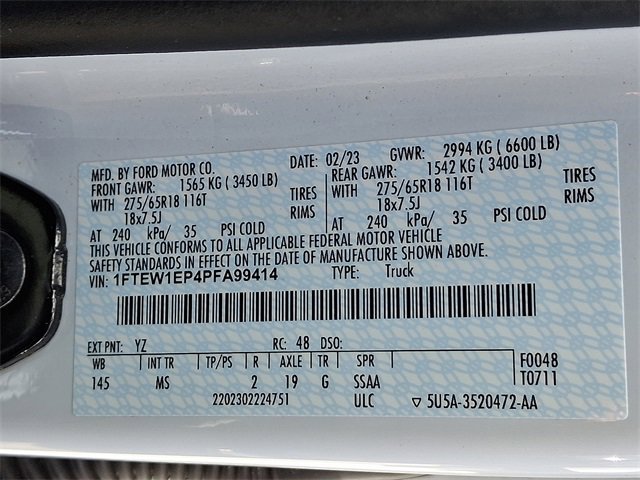 MFD. BY FORD MOTOR CO. DATE: 02/23 GVWR: 2994 KG ( 6600 LB)
FRONT GAWR: 1565 KG ( 3450 LB) REAR GAWR: 1542 KG ( 3400 LB)
WITH 275/65R18 116T TIRES WITH 275/65R18 116T TIRES
18x7.5J RIMS 18x7.5J RIMS
AT 240 kPa/ 35 PSI COLD AT 240 kPa/ 35 PSI COLD
THIS VEHICLE CONFORMS TO ALL APPLICABLE FEDERAL MOTOR VEHICLE
SAFETY STANDARDS IN EFFECT ON THE DATE OF MANUFACTURE SHOWN ABOVE.
VIN: 1FTEW1EP4PFA99414 TYPE: Truck
EXT PNT: YZ RC: 48 DSO:
WB INT TR TP/PS R AXLE TR SPR F0048
145 MS 2 19 G SSAA T0711
2202302224751 ULC ▽ 5U5A-3520472-AA